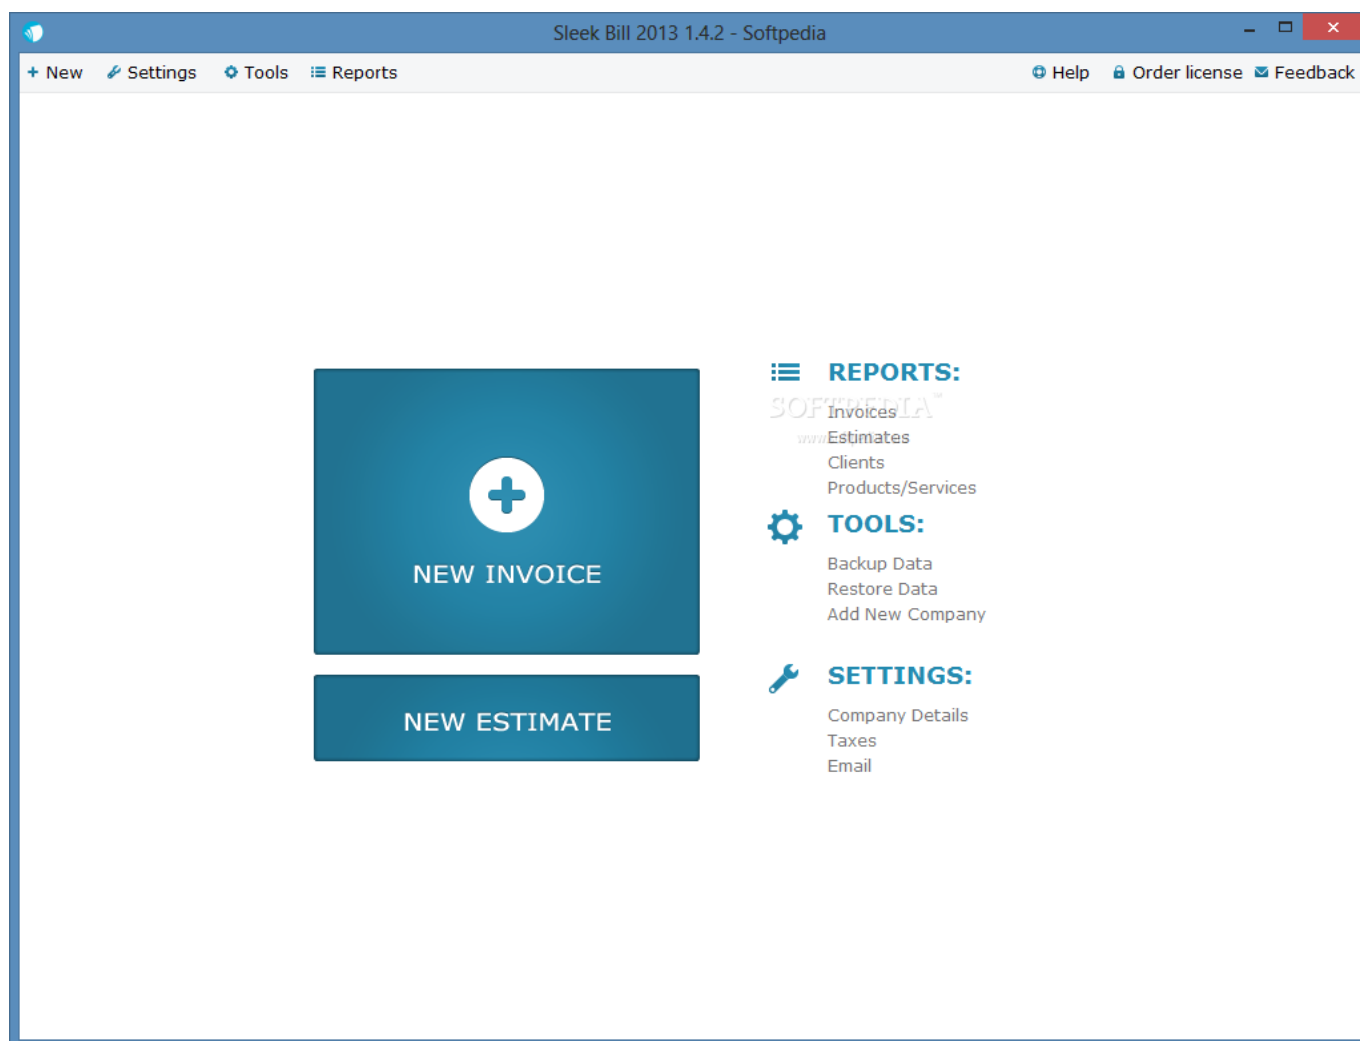 Sleek Bill 2013 1.4.2 - Softpedia
New Settings Tools Reports Help Order license Feedback
NEW INVOICE
NEW ESTIMATE
REPORTS:
SOFTPEDIA™
Invoices
Estimates
Clients
Products/Services
TOOLS:
Backup Data
Restore Data
Add New Company
SETTINGS:
Company Details
Taxes
Email